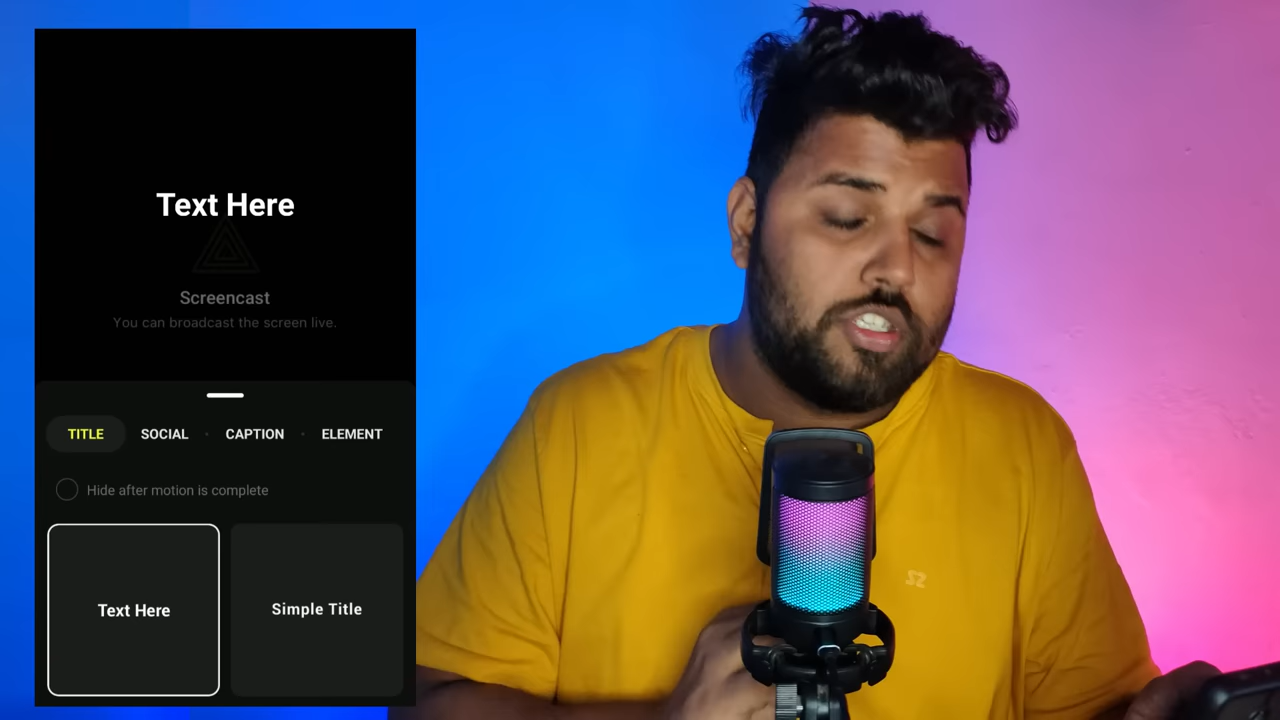 Text Here
Screencast
You can broadcast the screen live.
TITLE SOCIAL CAPTION ELEMENT
Hide after motion is complete
Text Here
Simple Title